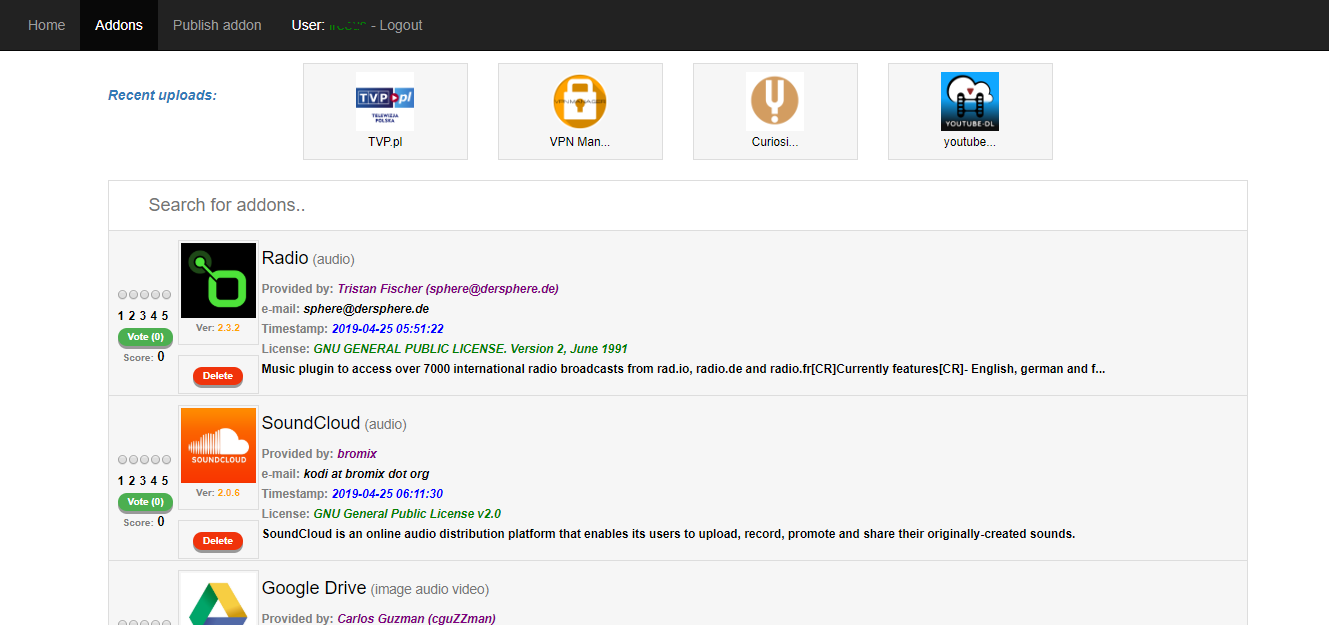 Home Addons Publish addon User: - Logout
Recent uploads:
TVP pl
TELEWIZJA
POLSKA
VPNMANAGER
YOUTUBE-DL
TVP.pl VPN Man... Curiosi... youtube...
Search for addons..
Radio (audio)
Provided by: Tristan Fischer (sphere@dersphere.de)
e-mail: sphere@dersphere.de
Timestamp: 2019-04-25 05:51:22
License: GNU GENERAL PUBLIC LICENSE. Version 2, June 1991
Music plugin to access over 7000 international radio broadcasts from rad.io, radio.de and radio.fr[CR]Currently features[CR]- English, german and f...
1 2 3 4 5
Vote (0)
Score: 0
Ver: 2.3.2
Delete
SoundCloud (audio)
Provided by: bromix
e-mail: kodi at bromix dot org
Timestamp: 2019-04-25 06:11:30
License: GNU General Public License v2.0
SoundCloud is an online audio distribution platform that enables its users to upload, record, promote and share their originally-created sounds.
1 2 3 4 5
Vote (0)
Score: 0
SOUNDCLOUD
Ver: 2.0.6
Delete
Google Drive (image audio video)
Provided by: Carlos Guzman (cguZZman)